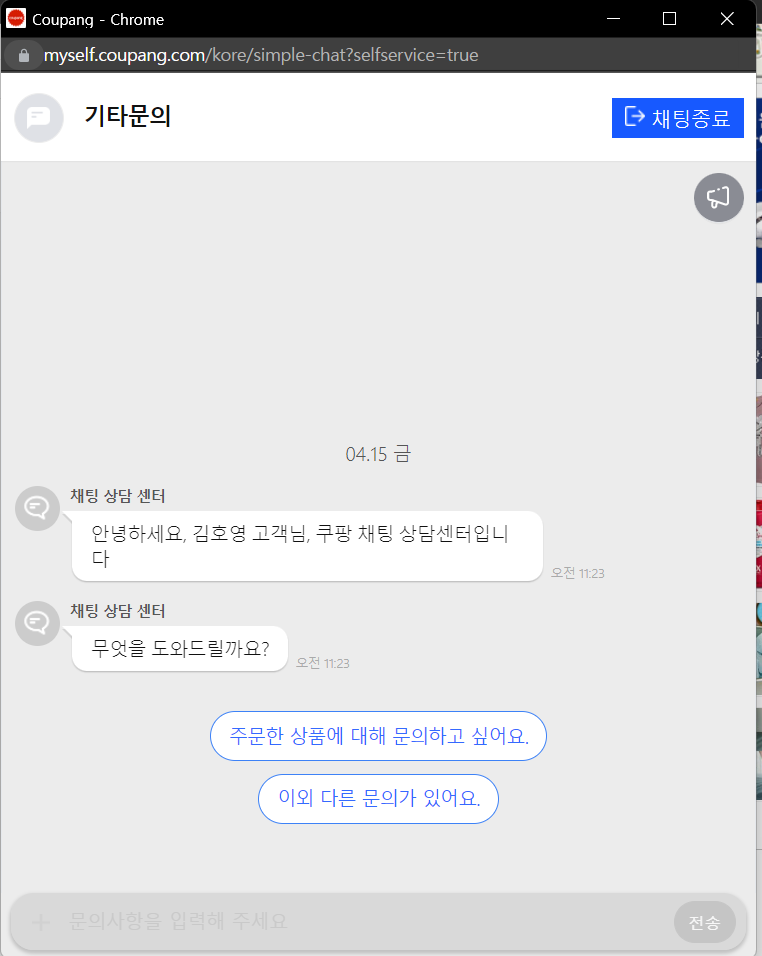 Coupang - Chrome
myself.coupang.com/kore/simple-chat?selfservice=true
기타문의
채팅종료
04.15 금
채팅 상담 센터
안녕하세요, 김호영 고객님, 쿠팡 채팅 상담센터입니
다
오전 11:23
채팅 상담 센터
무엇을 도와드릴까요?
오전 11:23
주문한 상품에 대해 문의하고 싶어요.
이외 다른 문의가 있어요.
문의사항을 입력해 주세요
전송